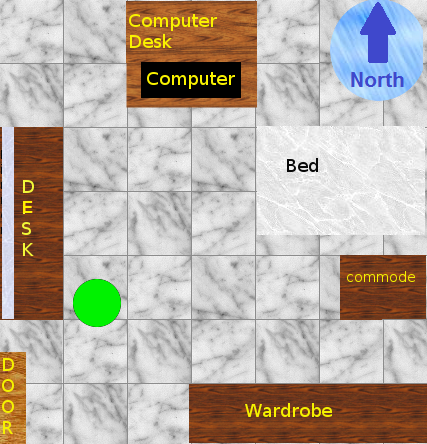 Computer
Desk
Computer
North
Bed
D
E
S
K
commode
D
O
O
R
Wardrobe